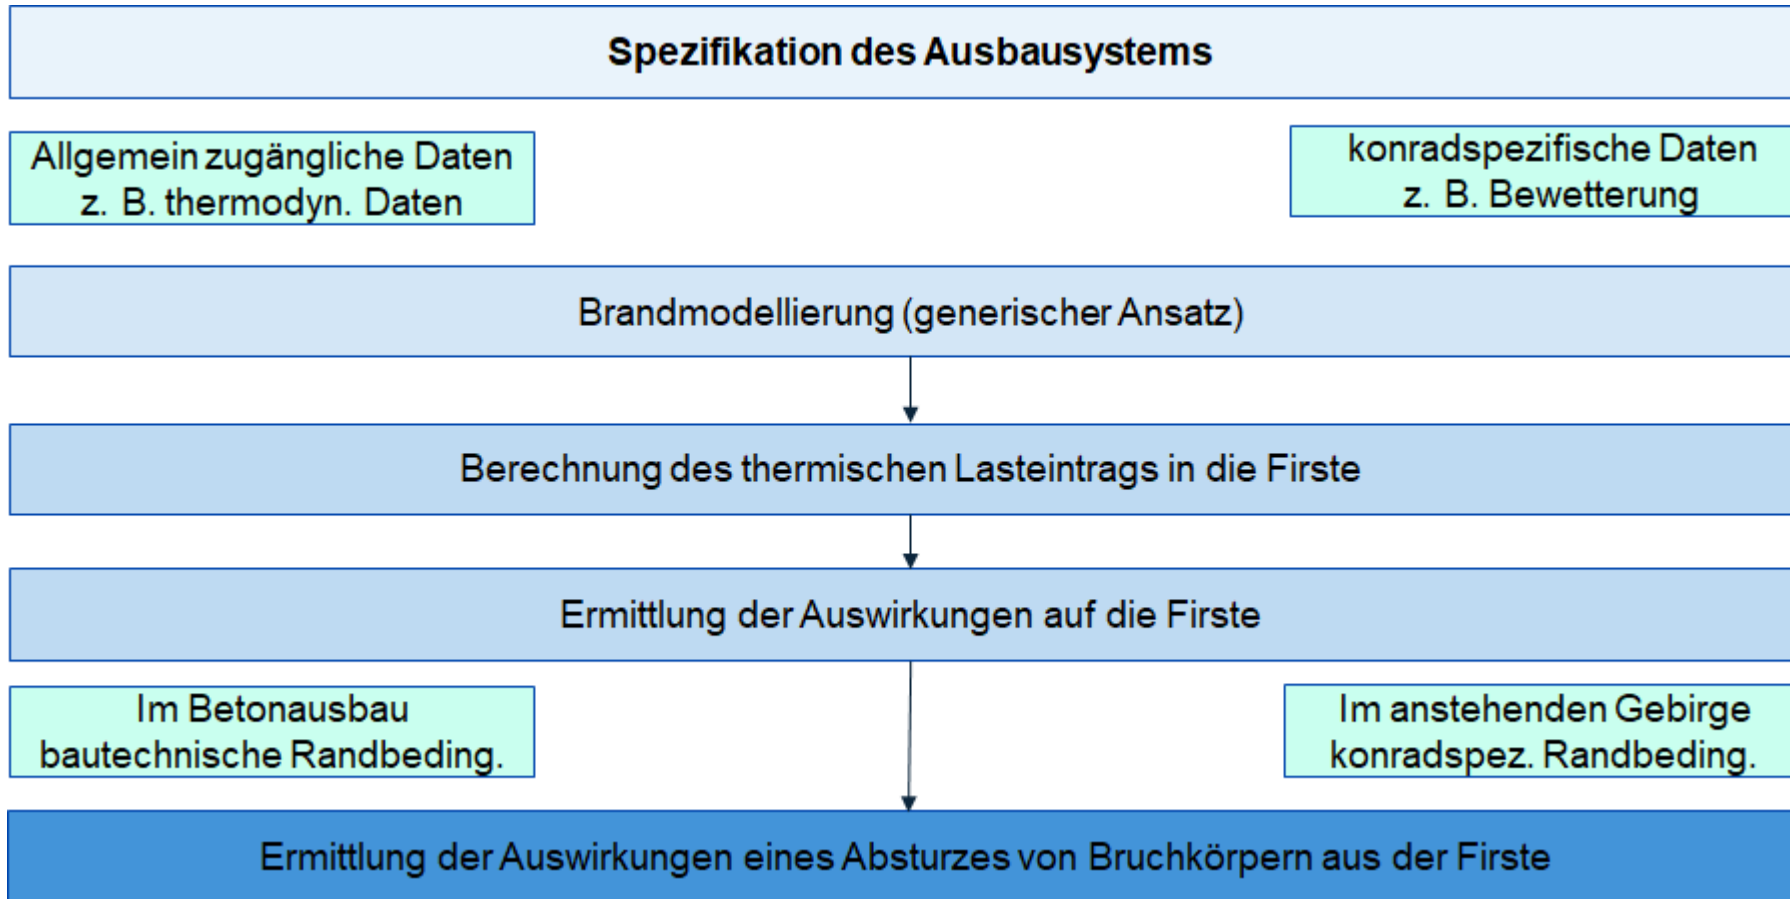 Spezifikation des Ausbausystems
Allgemein zugängliche Daten
z. B. thermodyn. Daten
konradspezifische Daten
z. B. Bewetterung
Brandmodellierung (generischer Ansatz)
Berechnung des thermischen Lasteintrags in die Firste
Ermittlung der Auswirkungen auf die Firste
Im Betonausbau
bautechnische Randbeding.
Im anstehenden Gebirge
konradspez. Randbeding.
Ermittlung der Auswirkungen eines Absturzes von Bruchkörpern aus der Firste